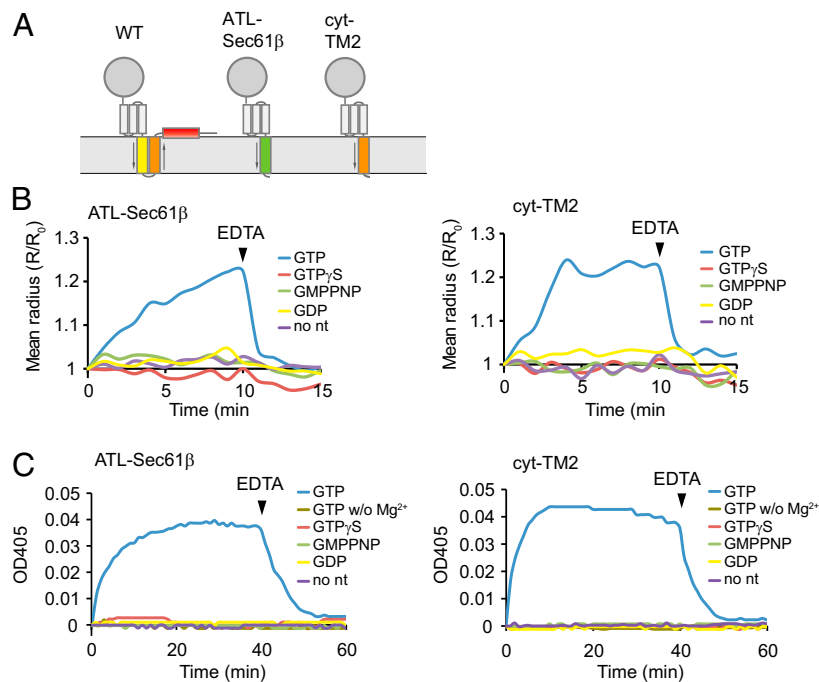 A
WT
ATL-
Sec61β
cyt-
TM2
B
ATL-Sec61β
EDTA
Mean radius (R/R0)
1.3
1.2
1.1
1
0
5
10
15
Time (min)
GTP
GTPγS
GMPPNP
GDP
no nt
cyt-TM2
EDTA
Mean radius (R/R0)
1.3
1.2
1.1
1
0
5
10
15
Time (min)
GTP
GTPγS
GMPPNP
GDP
no nt
C
ATL-Sec61β
EDTA
OD405
0.05
0.04
0.03
0.02
0.01
0
0
20
40
60
Time (min)
GTP
GTP w/o Mg2+
GTPγS
GMPPNP
GDP
no nt
cyt-TM2
EDTA
OD405
0.05
0.04
0.03
0.02
0.01
0
0
20
40
60
Time (min)
GTP
GTP w/o Mg2+
GTPγS
GMPPNP
GDP
no nt